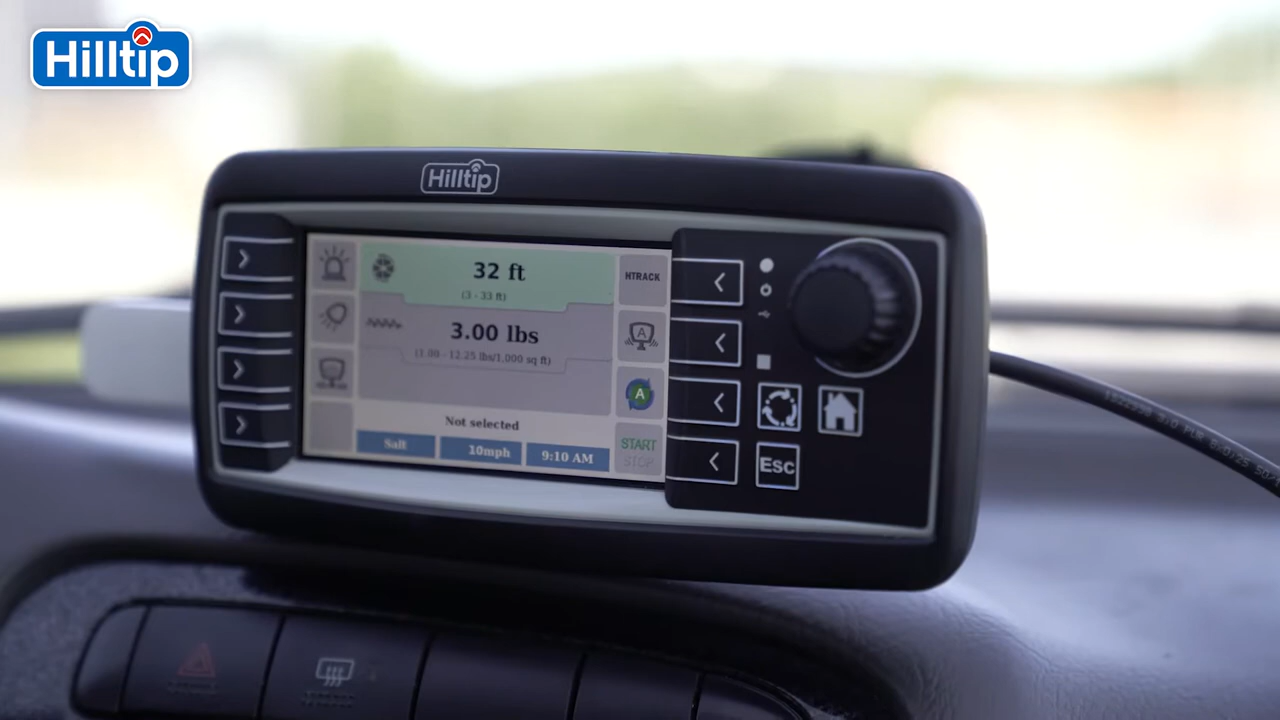 Hilltip
Hilltip
32 ft
(3 - 33 ft)
HTRACK
3.00 lbs
(1.00 - 12.25 lbs/1,000 sq ft)
A
A
Not selected
START
STOP
Salt
10mph
9:10 AM
Esc